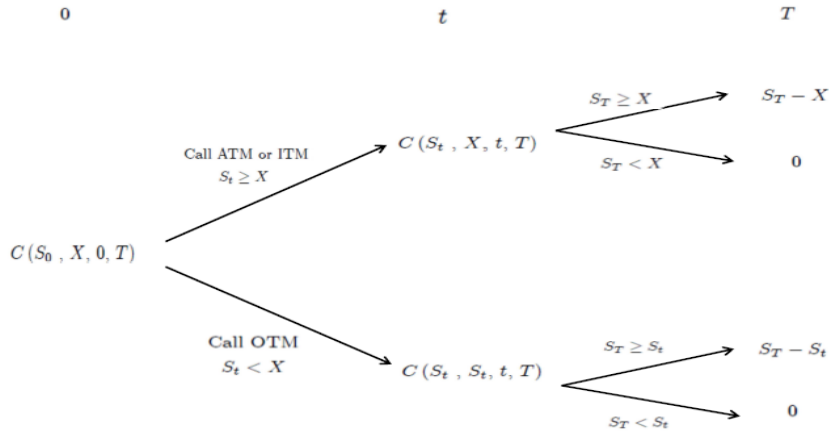 0 t T
S_T ≥ X
S_T − X
Call ATM or ITM
S_t ≥ X
C (S_t , X, t, T)
S_T < X
0
C (S_0 , X, 0, T)
Call OTM
S_t < X
C (S_t , S_t, t, T)
S_T ≥ S_t
S_T − S_t
S_T < S_t
0